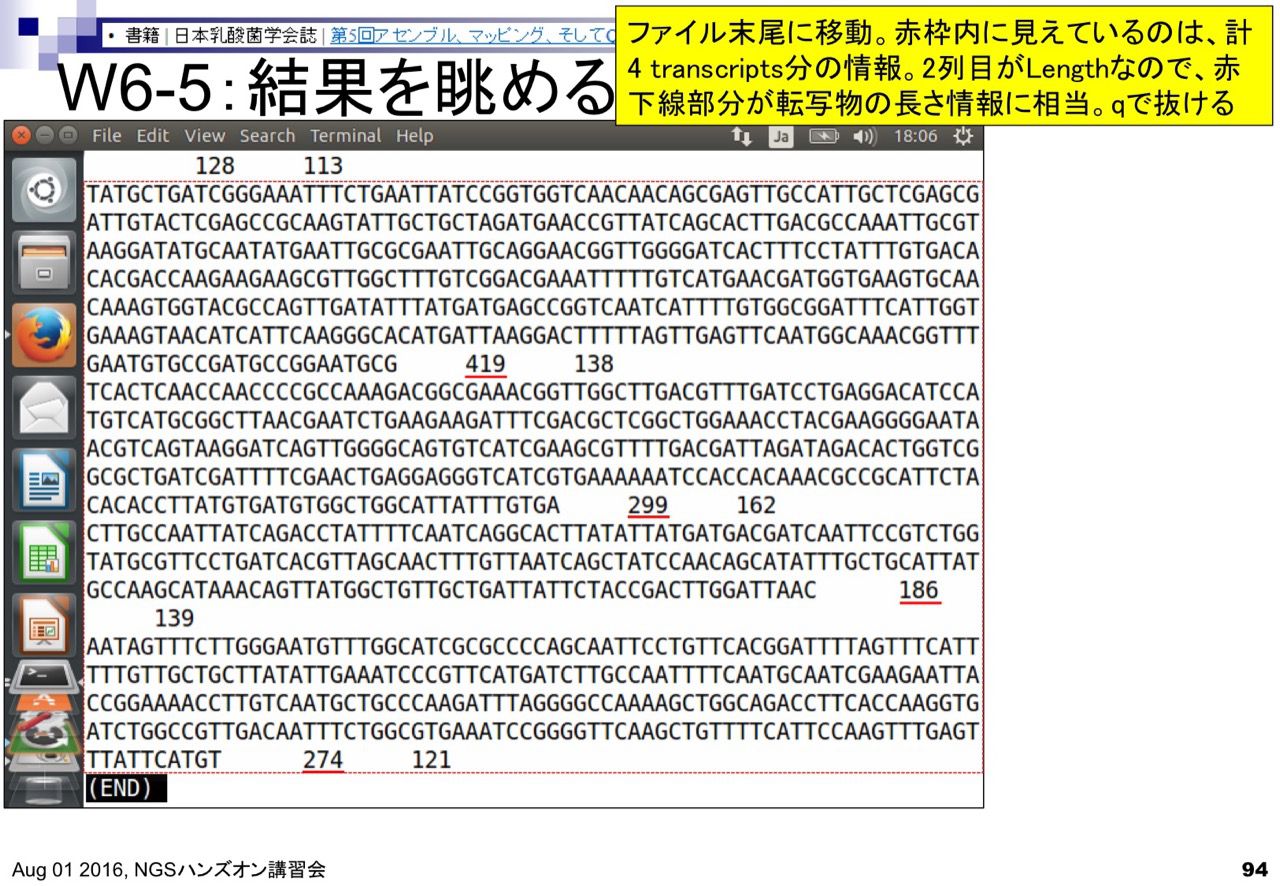 • 書籍 | 日本乳酸菌学会誌 | 第5回アセンブル、マッピング、そして
W6-5：結果を眺める
ファイル末尾に移動。赤枠内に見えているのは、計
4 transcripts分の情報。2列目がLengthなので、赤
下線部分が転写物の長さ情報に相当。qで抜ける
File Edit View Search Terminal Help Ja 18:06
128 113
TATGCTGATCGGGAAATTTCTGAATTATCCGGTGGTCAACAACAGCGAGTTGCCATTGCTCGAGCG
ATTGTACTCGAGCCGCAAGTATTGCTGCTAGATGAACCGTTATCAGCACTTGACGCCAAATTGCGT
AAGGATATGCAATATGAATTGCGCGAATTGCAGGAACGGTTGGGGATCACTTTCCTATTTGTGACA
CACGACCAAGAAGAAGCGTTGGCTTTGTCGGACGAAATTTTTGTCATGAACGATGGTGAAGTGCAA
CAAAGTGGTACGCCAGTTGATATTTATGATGAGCCGGTCAATCATTTTGTGGCGGATTTCATTGGT
GAAAGTAACATCATTCAAGGGCACATGATTAAGGACTTTTTAGTTGAGTTCAATGGCAAACGGTTT
GAATGTGCCGATGCCGGAATGCG 419 138
TCACTCAACCAACCCCGCCAAAGACGGCGAAACGGTTGGCTTGACGTTTGATCCTGAGGACATCCA
TGTCATGCGGCTTAACGAATCTGAAGAAGATTTCGACGCTCGGCTGGAAACCTACGAAGGGGAATA
ACGTCAGTAAGGATCAGTTGGGGCAGTGTCATCGAAGCGTTTTGACGATTAGATAGACACTGGTCG
GCGCTGATCGATTTTCGAACTGAGGAGGGTCATCGTGAAAAAATCCACCACAAACGCCGCATTCTA
CACACCTTATGTGATGTGGCTGGCATTATTTGTGA 299 162
CTTGCCAATTATCAGACCTATTTTCAATCAGGCACTTATATTATGATGACGATCAATTCCGTCTGG
TATGCGTTCCTGATCACGTTAGCAACTTTGTTAATCAGCTATCCAACAGCATATTTGCTGCATTAT
GCCAAGCATAAACAGTTATGGCTGTTGCTGATTATTCTACCGACTTGGATTAAC 186
139
AATAGTTTCTTGGGAATGTTTGGCATCGCGCCCCAGCAATTCCTGTTCACGGATTTTAGTTTCATT
TTTGTTGCTGCTTATATTGAAATCCCGTTCATGATCTTGCCAATTTTCAATGCAATCGAAGAATTA
CCGGAAAACCTTGTCAATGCTGCCCAAGATTTAGGGGCCAAAAGCTGGCAGACCTTCACCAAGGTG
ATCTGGCCGTTGACAATTTCTGGCGTGAAATCCGGGGTTCAAGCTGTTTTCATTCCAAGTTTGAGT
TTATTCATGT 274 121
(END)
Aug 01 2016, NGSハンズオン講習会
94